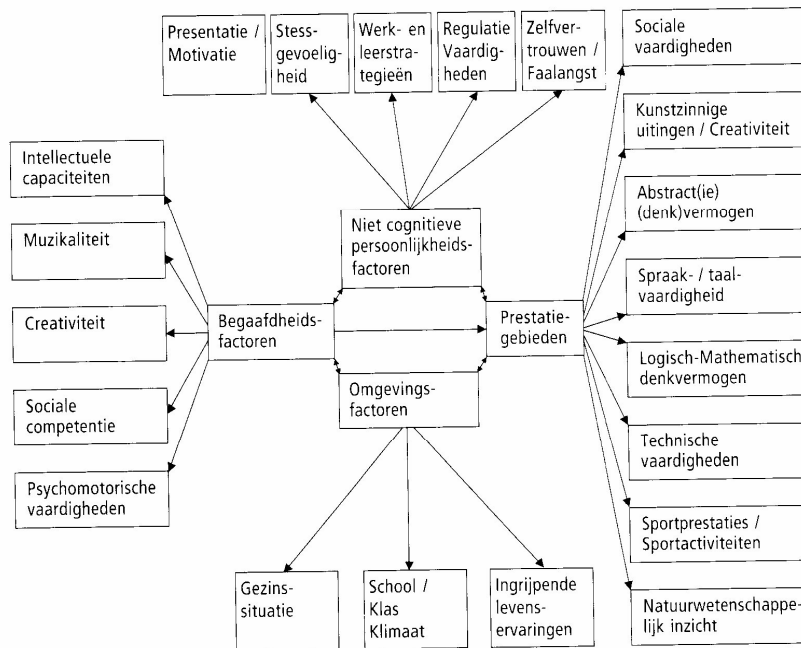 Presentatie /
Motivatie
Stess-
gevoelig-
heid
Werk- en
leerstra-
tegieën
Regulatie
Vaardig-
heden
Zelfver-
trouwen /
Faalangst
Sociale
vaardigheden
Kunstzinnige
uitingen / Creativiteit
Abstract(ie)
(denk)vermogen
Spraak- / taal-
vaardigheid
Logisch-Mathematisch
denkvermogen
Technische
vaardigheden
Sportprestaties /
Sportactiviteiten
Natuurwetenschappe-
lijk inzicht
Intellectuele
capaciteiten
Muzikaliteit
Creativiteit
Sociale
competentie
Psychomotorische
vaardigheden
Niet cognitieve
persoonlijkheids-
factoren
Begaafdheids-
factoren
Prestatie-
gebieden
Omgevings-
factoren
Gezins-
situatie
School /
Klas
Klimaat
Ingrijpende
levens-
ervaringen